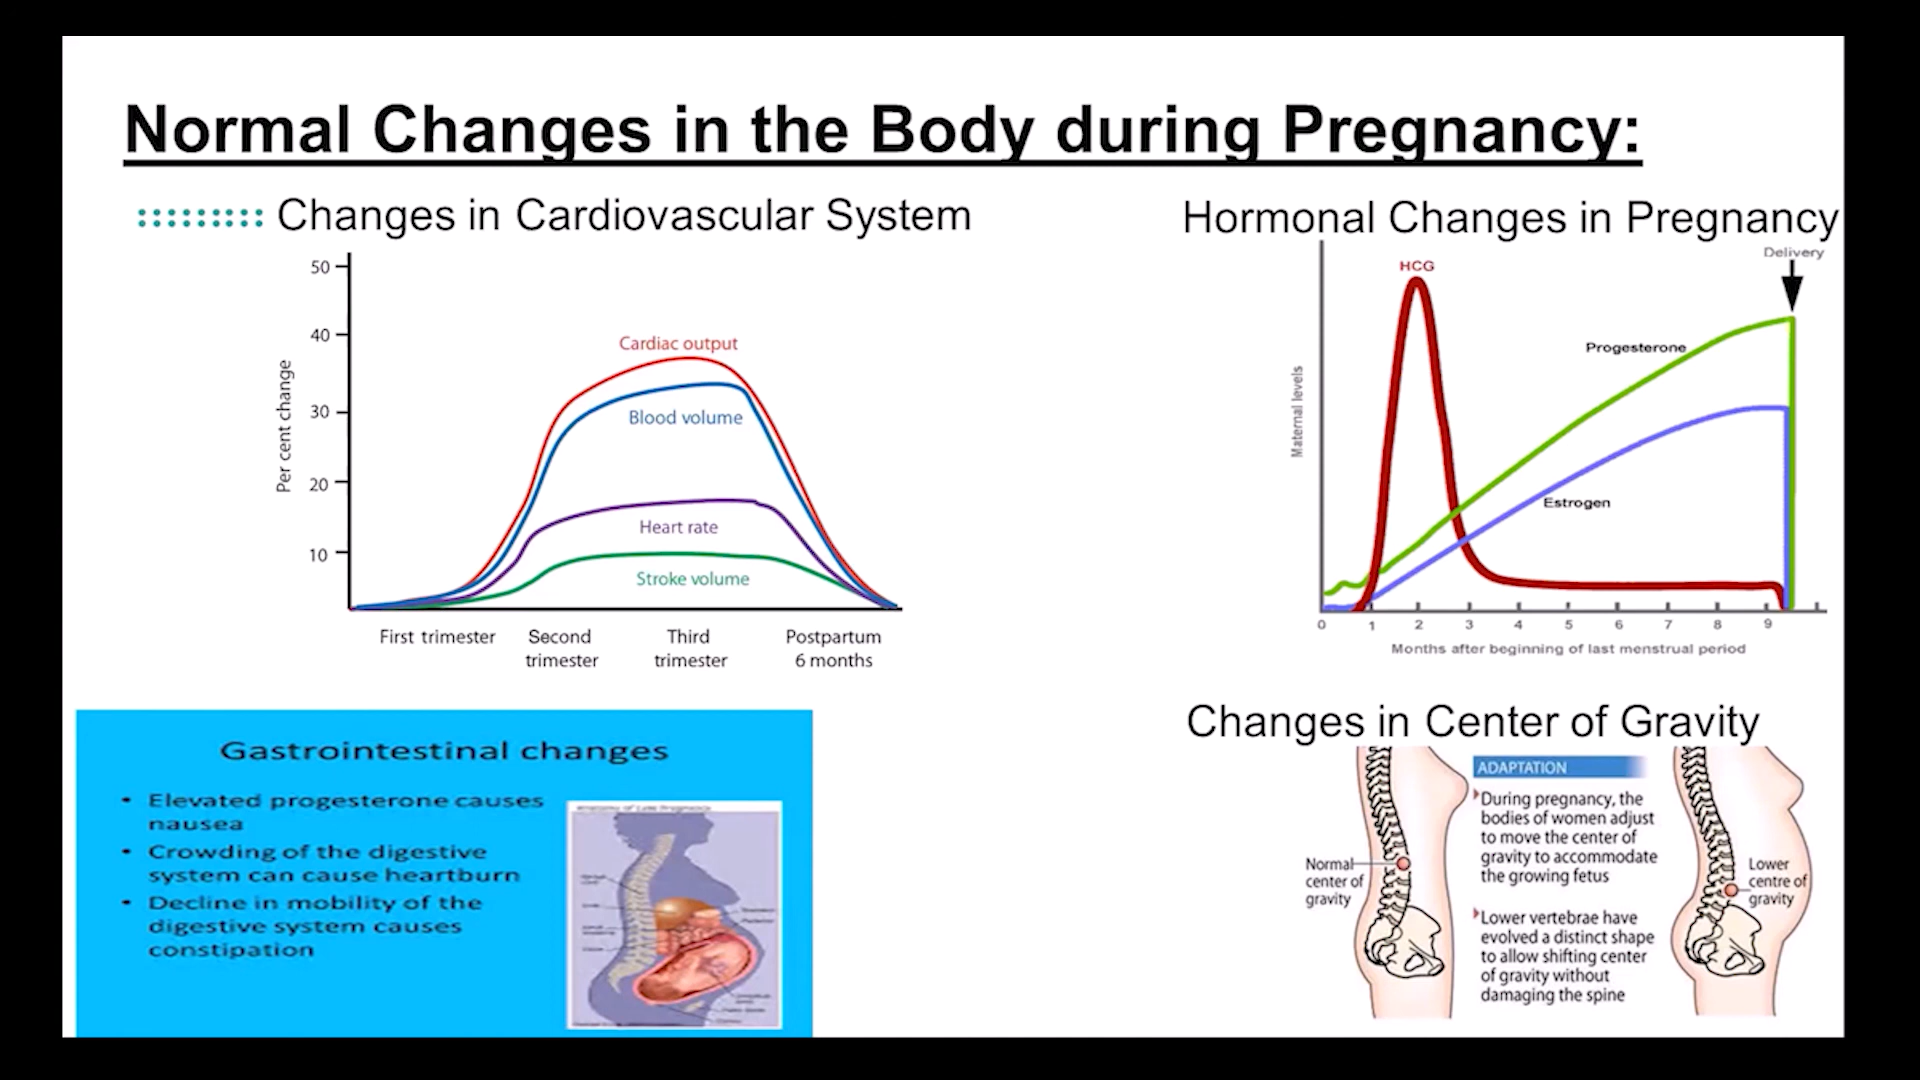 Normal Changes in the Body during Pregnancy:
Changes in Cardiovascular System
50
40
30
20
10
Per cent change
Cardiac output
Blood volume
Heart rate
Stroke volume
First trimester
Second
trimester
Third
trimester
Postpartum
6 months
Hormonal Changes in Pregnancy
Delivery
HCG
Progesterone
Estrogen
Maternal levels
0 1 2 3 4 5 6 7 8 9
Months after beginning of last menstrual period
Gastrointestinal changes
• Elevated progesterone causes
nausea
• Crowding of the digestive
system can cause heartburn
• Decline in mobility of the
digestive system causes
constipation
Anatomy of Late Pregnancy
Changes in Center of Gravity
Normal
center of
gravity
ADAPTATION
During pregnancy, the
bodies of women adjust
to move the center of
gravity to accommodate
the growing fetus
Lower vertebrae have
evolved a distinct shape
to allow shifting center
of gravity without
damaging the spine
Lower
centre of
gravity